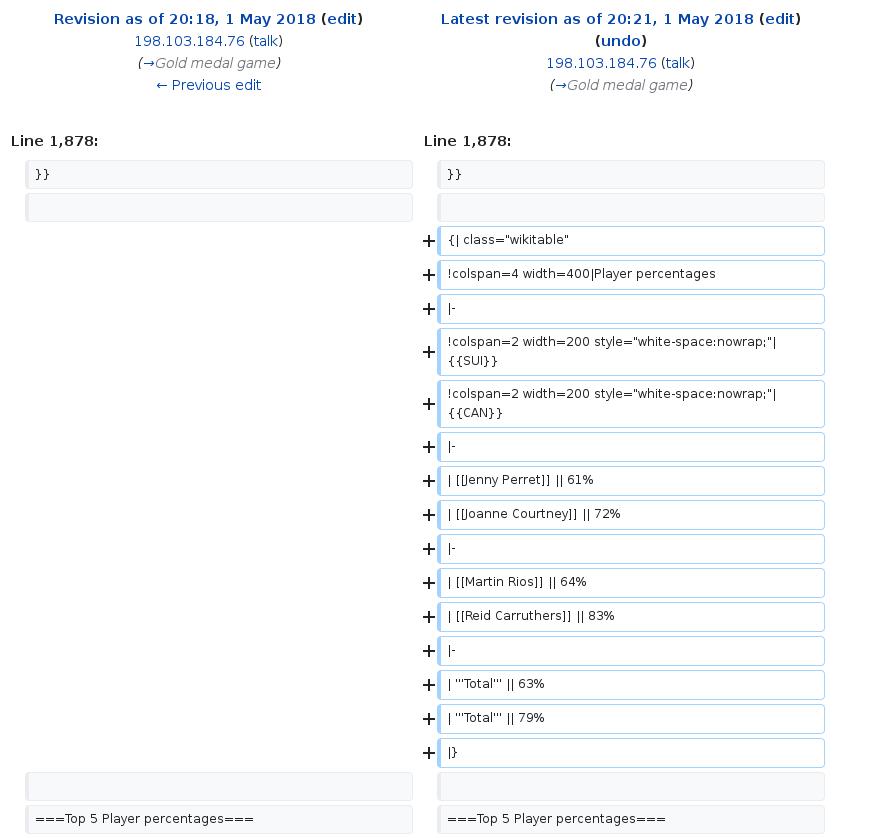 Revision as of 20:18, 1 May 2018 (edit)
198.103.184.76 (talk)
(→Gold medal game)
← Previous edit
Latest revision as of 20:21, 1 May 2018 (edit)
(undo)
198.103.184.76 (talk)
(→Gold medal game)
Line 1,878:
Line 1,878:
}}
}}
+ {| class="wikitable"
+ !colspan=4 width=400|Player percentages
+ |-
+ !colspan=2 width=200 style="white-space:nowrap;"|
{{SUI}}
+ !colspan=2 width=200 style="white-space:nowrap;"|
{{CAN}}
+ |-
+ | [[Jenny Perret]] || 61%
+ | [[Joanne Courtney]] || 72%
+ |-
+ | [[Martin Rios]] || 64%
+ | [[Reid Carruthers]] || 83%
+ |-
+ | '''Total''' || 63%
+ | '''Total''' || 79%
+ |}
===Top 5 Player percentages===
===Top 5 Player percentages===